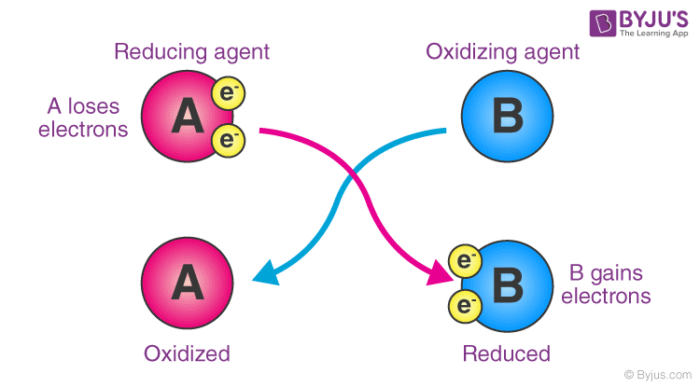 BYJU'S
The Learning App
Reducing agent
Oxidizing agent
A loses
electrons
A
e-
e-
B
A
e-
e-
B
B gains
electrons
Oxidized
Reduced
© Byjus.com